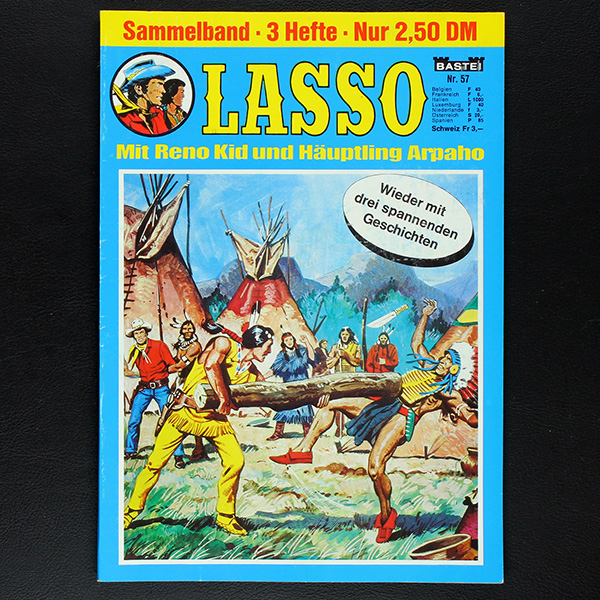 Sammelband · 3 Hefte · Nur 2,50 DM
LASSO
BASTEI
Nr. 57
Belgien F 40
Frankreich F 6,-
Italien L 1000
Luxemburg F 40
Niederlande f 3,-
Österreich S 20,-
Spanien P 85
Schweiz Fr 3,—
Mit Reno Kid und Häuptling Arpaho
Wieder mit
drei spannenden
Geschichten